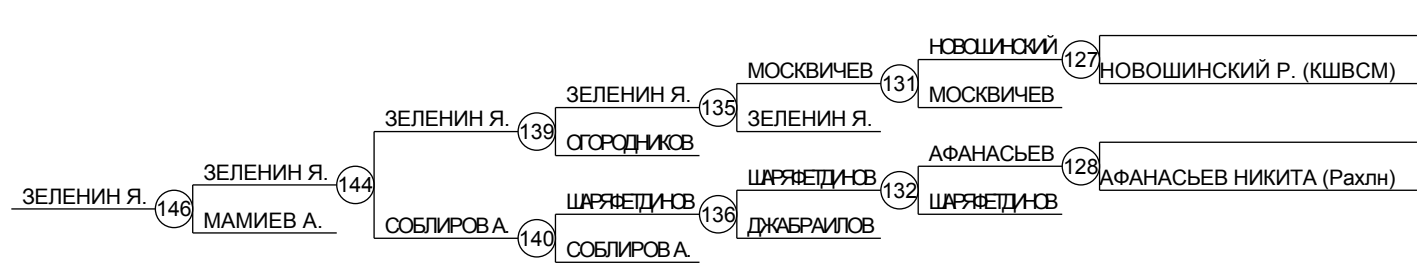 НОВОШИНСКИЙ
127
НОВОШИНСКИЙ Р. (КШВСМ)
МОСКВИЧЕВ
131
МОСКВИЧЕВ
ЗЕЛЕНИН Я.
135
ЗЕЛЕНИН Я.
ЗЕЛЕНИН Я.
139
ОГОРОДНИКОВ
АФАНАСЬЕВ
128
АФАНАСЬЕВ НИКИТА (Рахлн)
ЗЕЛЕНИН Я.
144
ШАРЯФЕТДИНОВ
132
ШАРЯФЕТДИНОВ
ЗЕЛЕНИН Я.
146
МАМИЕВ А.
СОБЛИРОВ А.
140
ШАРЯФЕТДИНОВ
136
ДЖАБРАИЛОВ
СОБЛИРОВ А.